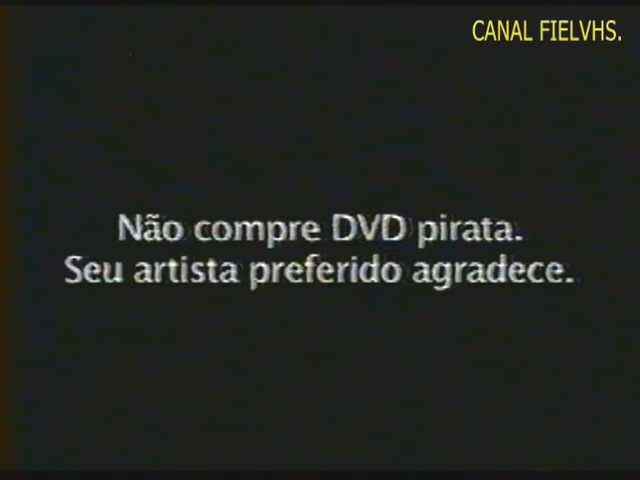 CANAL FIELVHS.
Não compre DVD pirata.
Seu artista preferido agradece.